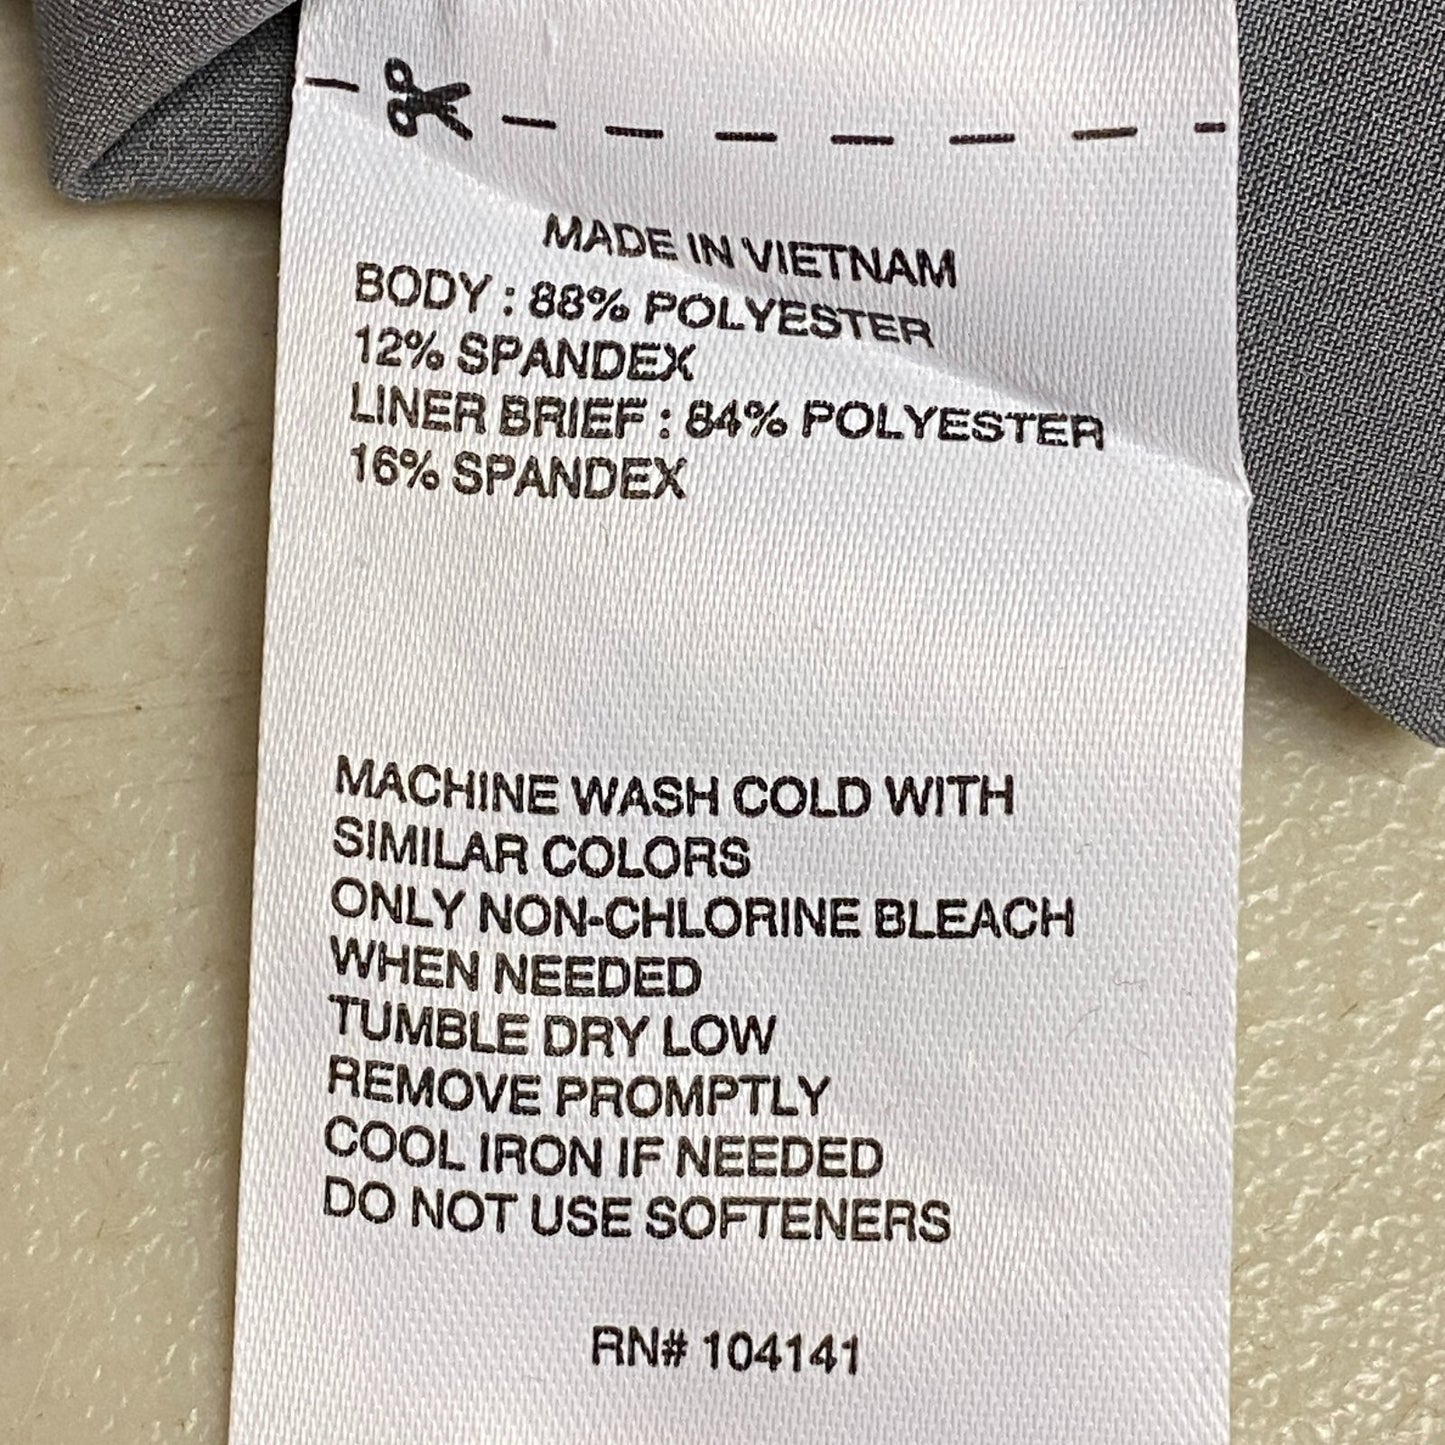 MADE IN VIETNAM
BODY : 88% POLYESTER
12% SPANDEX
LINER BRIEF : 84% POLYESTER
16% SPANDEX
MACHINE WASH COLD WITH
SIMILAR COLORS
ONLY NON-CHLORINE BLEACH
WHEN NEEDED
TUMBLE DRY LOW
REMOVE PROMPTLY
COOL IRON IF NEEDED
DO NOT USE SOFTENERS
RN# 104141